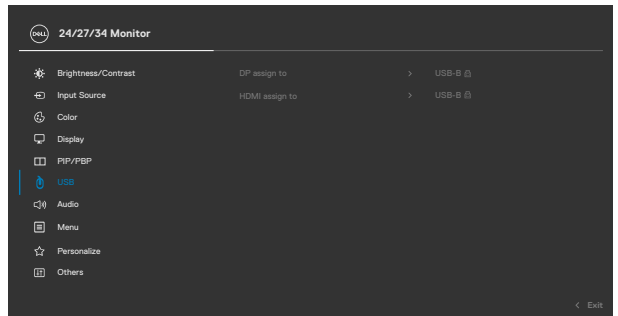 DELL 24/27/34 Monitor
Brightness/Contrast DP assign to > USB-B
Input Source HDMI assign to > USB-B
Color
Display
PIP/PBP
USB
Audio
Menu
Personalize
Others
< Exit